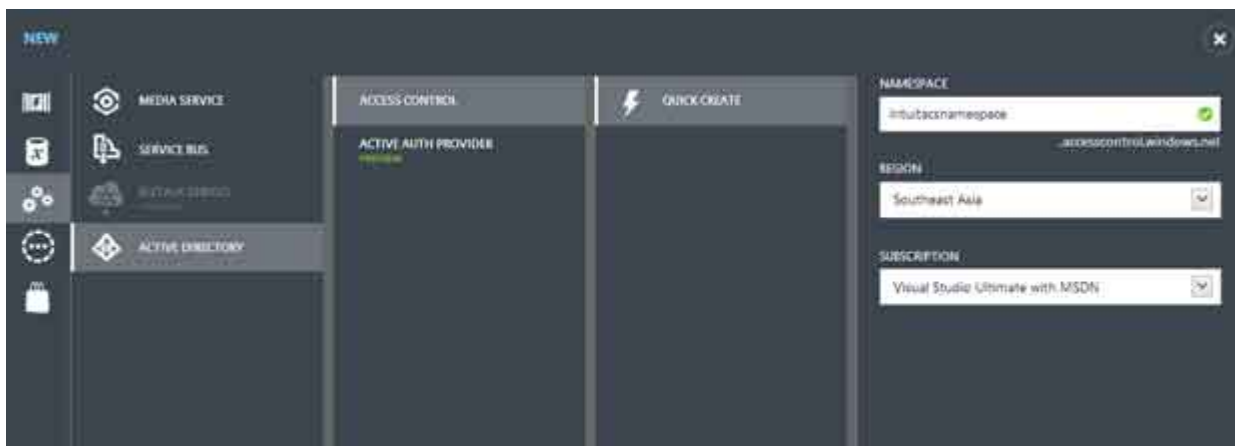 NEW
MEDIA SERVICE
SERVICE BUS
ACTIVE DIRECTORY
ACCESS CONTROL
ACTIVE AUTH PROVIDER
PREVIEW
QUICK CREATE
NAMESPACE
intuitacsnamespace
.accesscontrol.windows.net
REGION
Southeast Asia
SUBSCRIPTION
Visual Studio Ultimate with MSDN